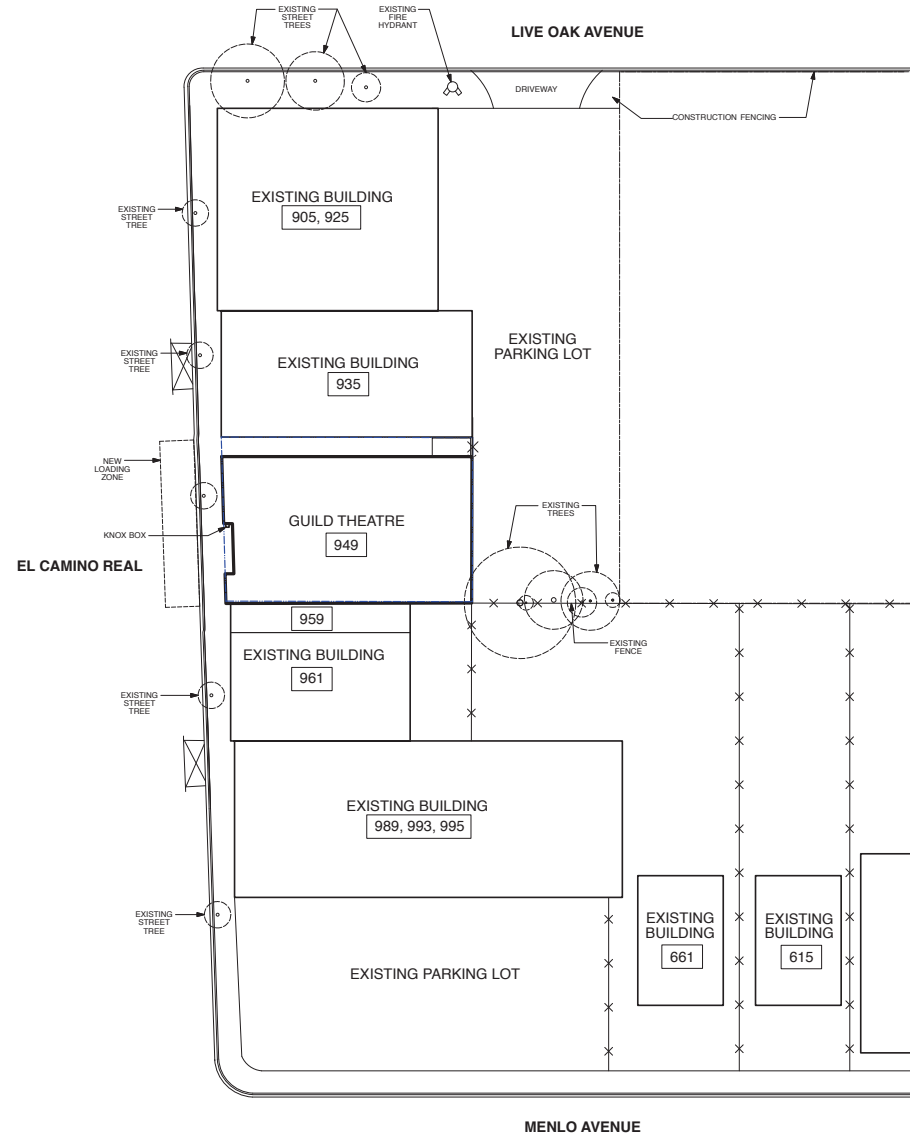 EXISTING
STREET
TREES
EXISTING
FIRE
HYDRANT
LIVE OAK AVENUE
DRIVEWAY
CONSTRUCTION FENCING
EXISTING BUILDING
905, 925
EXISTING
STREET
TREE
EXISTING
PARKING LOT
EXISTING
STREET
TREE
EXISTING BUILDING
935
NEW
LOADING
ZONE
KNOX BOX
GUILD THEATRE
949
EXISTING
TREES
EL CAMINO REAL
959
EXISTING BUILDING
961
EXISTING
FENCE
EXISTING
STREET
TREE
EXISTING BUILDING
989, 993, 995
EXISTING
STREET
TREE
EXISTING
BUILDING
661
EXISTING
BUILDING
615
EXISTING PARKING LOT
MENLO AVENUE